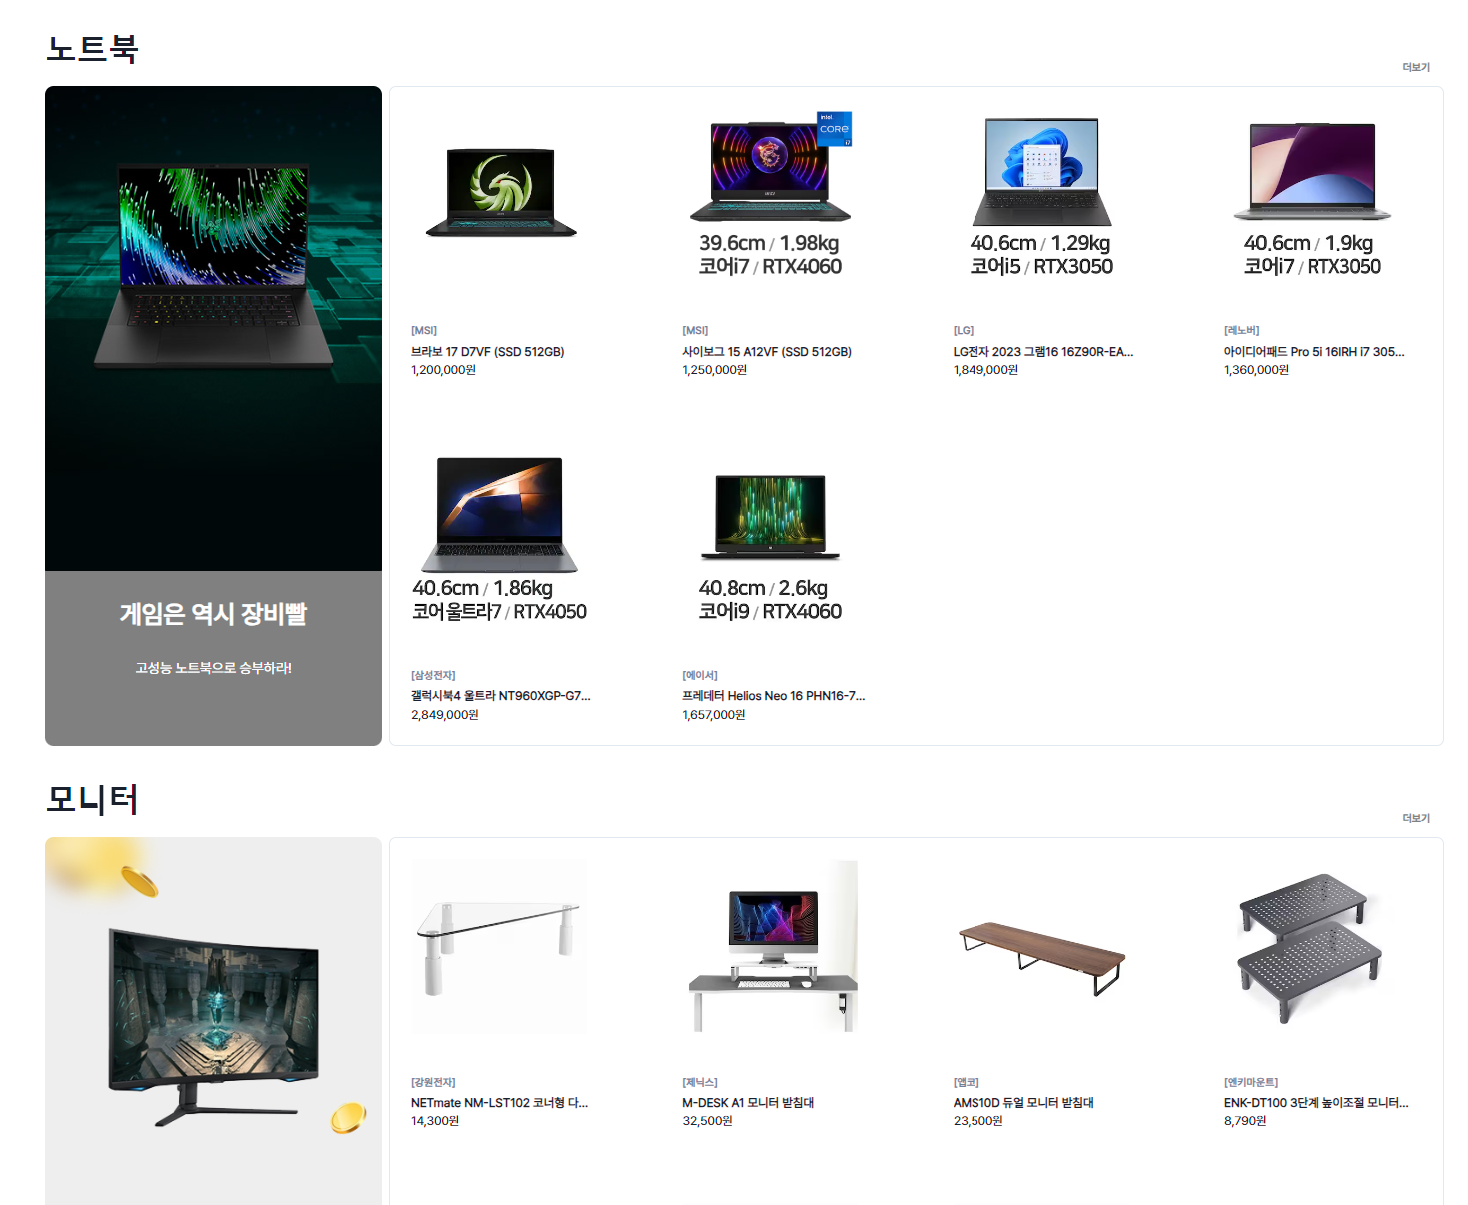 노트북
더보기
게임은 역시 장비빨
고성능 노트북으로 승부하라!
intel
CORE
i7
39.6cm / 1.98kg
코어i7 / RTX4060
40.6cm / 1.29kg
코어i5 / RTX3050
40.6cm / 1.9kg
코어i7 / RTX3050
[MSI]
브라보 17 D7VF (SSD 512GB)
1,200,000원
[MSI]
사이보그 15 A12VF (SSD 512GB)
1,250,000원
[LG]
LG전자 2023 그램16 16Z90R-EA...
1,849,000원
[레노버]
아이디어패드 Pro 5i 16IRH i7 305...
1,360,000원
40.6cm / 1.86kg
코어 울트라7 / RTX4050
40.8cm / 2.6kg
코어i9 / RTX4060
[삼성전자]
갤럭시북4 울트라 NT960XGP-G7...
2,849,000원
[에이서]
프레데터 Helios Neo 16 PHN16-7...
1,657,000원
모니터
더보기
[강원전자]
NETmate NM-LST102 코너형 다...
14,300원
[제닉스]
M-DESK A1 모니터 받침대
32,500원
[앱코]
AMS10D 듀얼 모니터 받침대
23,500원
[엔키마운트]
ENK-DT100 3단계 높이조절 모니터...
8,790원